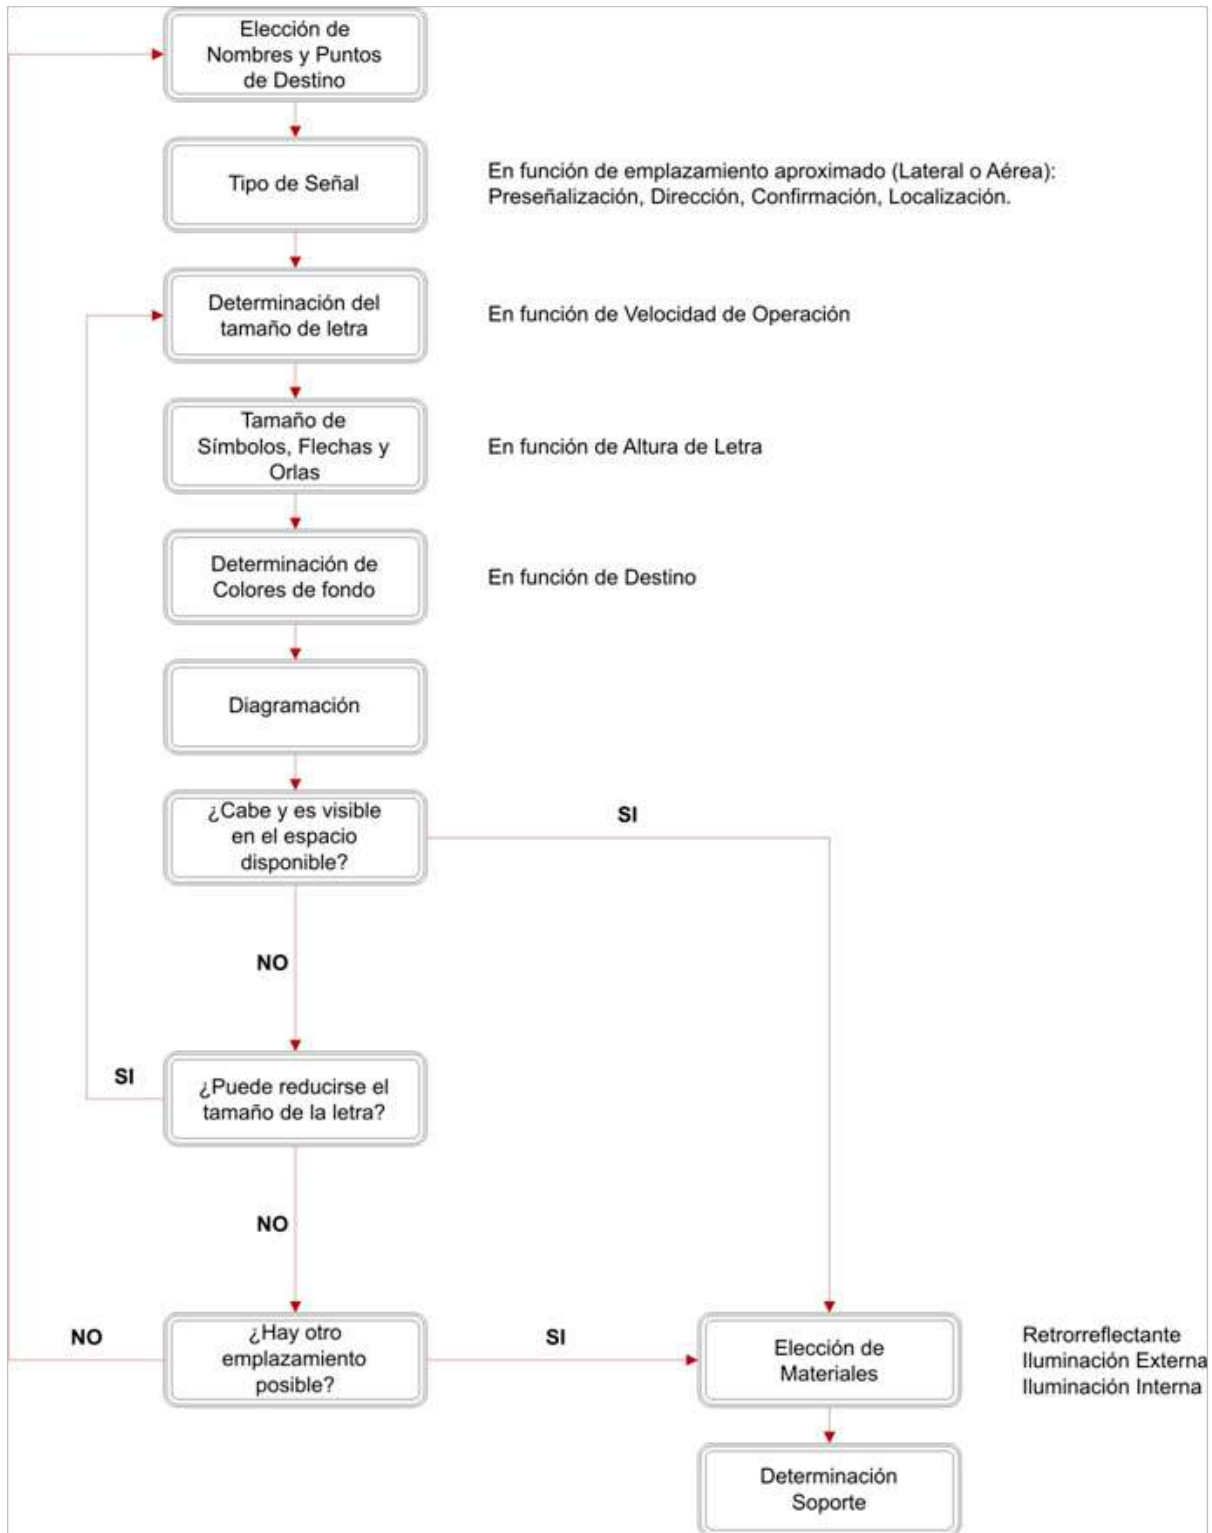 Elección de
Nombres y Puntos
de Destino
Tipo de Señal
En función de emplazamiento aproximado (Lateral o Aérea):
Preseñalización, Dirección, Confirmación, Localización.
Determinación del
tamaño de letra
En función de Velocidad de Operación
Tamaño de
Símbolos, Flechas y
Orlas
En función de Altura de Letra
Determinación de
Colores de fondo
En función de Destino
Diagramación
¿Cabe y es visible
en el espacio
disponible?
SI
NO
¿Puede reducirse el
tamaño de la letra?
SI
NO
¿Hay otro
emplazamiento
posible?
NO
SI
Elección de
Materiales
Retrorreflectante
Iluminación Externa
Iluminación Interna
Determinación
Soporte